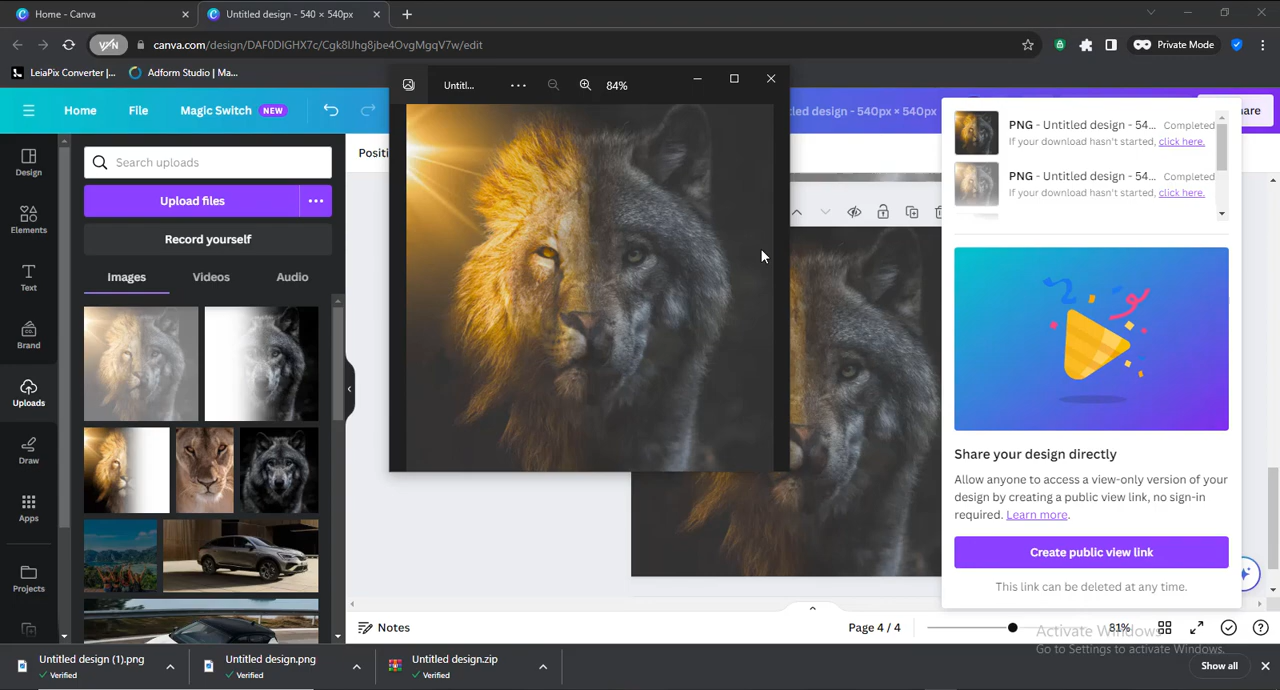 Home - Canva
Untitled design - 540 × 540px
VPN
canva.com/design/DAF0DIGHX7c/Cgk8lJhg8jbe4OvgMgqV7w/edit
Private Mode
LeiaPix Converter |...
Adform Studio | Ma...
Home
File
Magic Switch NEW
Untitl...
84%
tled design - 540px × 540px
are
Positi
Search uploads
Upload files
Record yourself
Images
Videos
Audio
Design
Elements
Text
Brand
Uploads
Draw
Apps
Projects
PNG - Untitled design - 54... Completed
If your download hasn't started, click here.
PNG - Untitled design - 54... Completed
If your download hasn't started, click here.
Share your design directly
Allow anyone to access a view-only version of your
design by creating a public view link, no sign-in
required. Learn more.
Create public view link
This link can be deleted at any time.
Notes
Page 4 / 4
81%
Activate Windows
Go to Settings to activate Windows.
Untitled design (1).png
Verified
Untitled design.png
Verified
Untitled design.zip
Verified
Show all